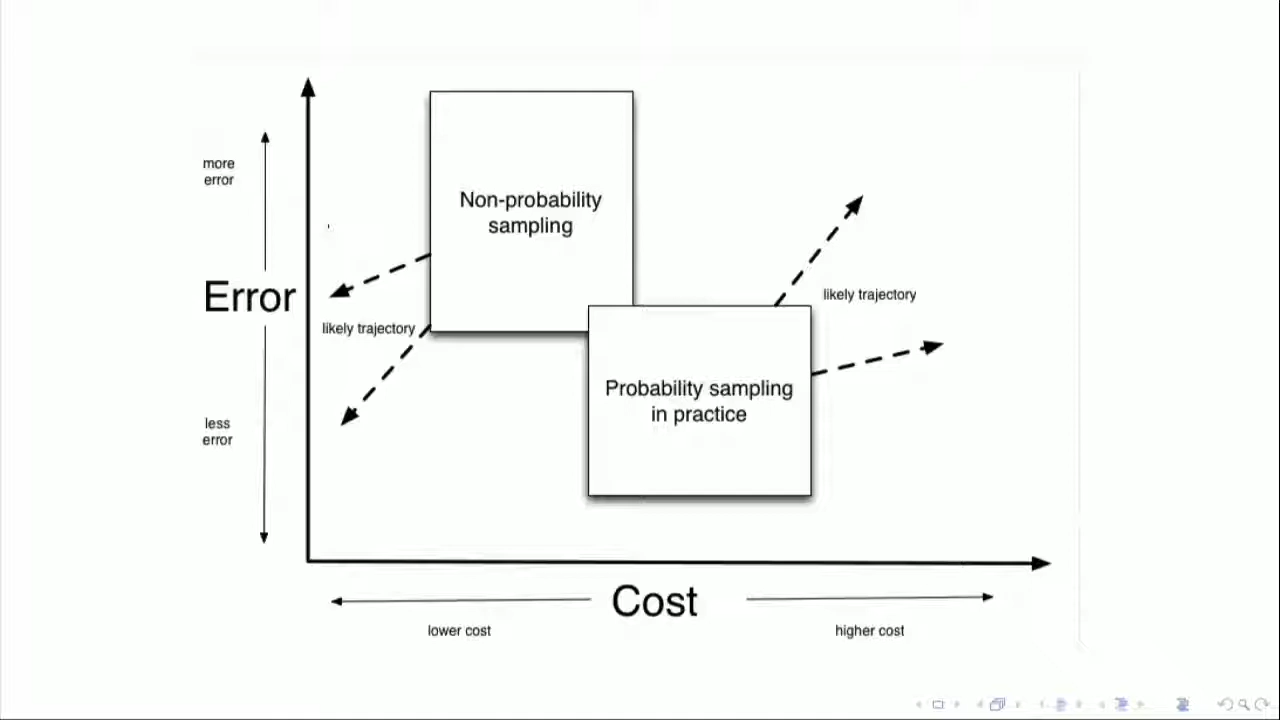 more
error
Non-probability
sampling
Error
likely trajectory
likely trajectory
Probability sampling
in practice
less
error
Cost
lower cost
higher cost